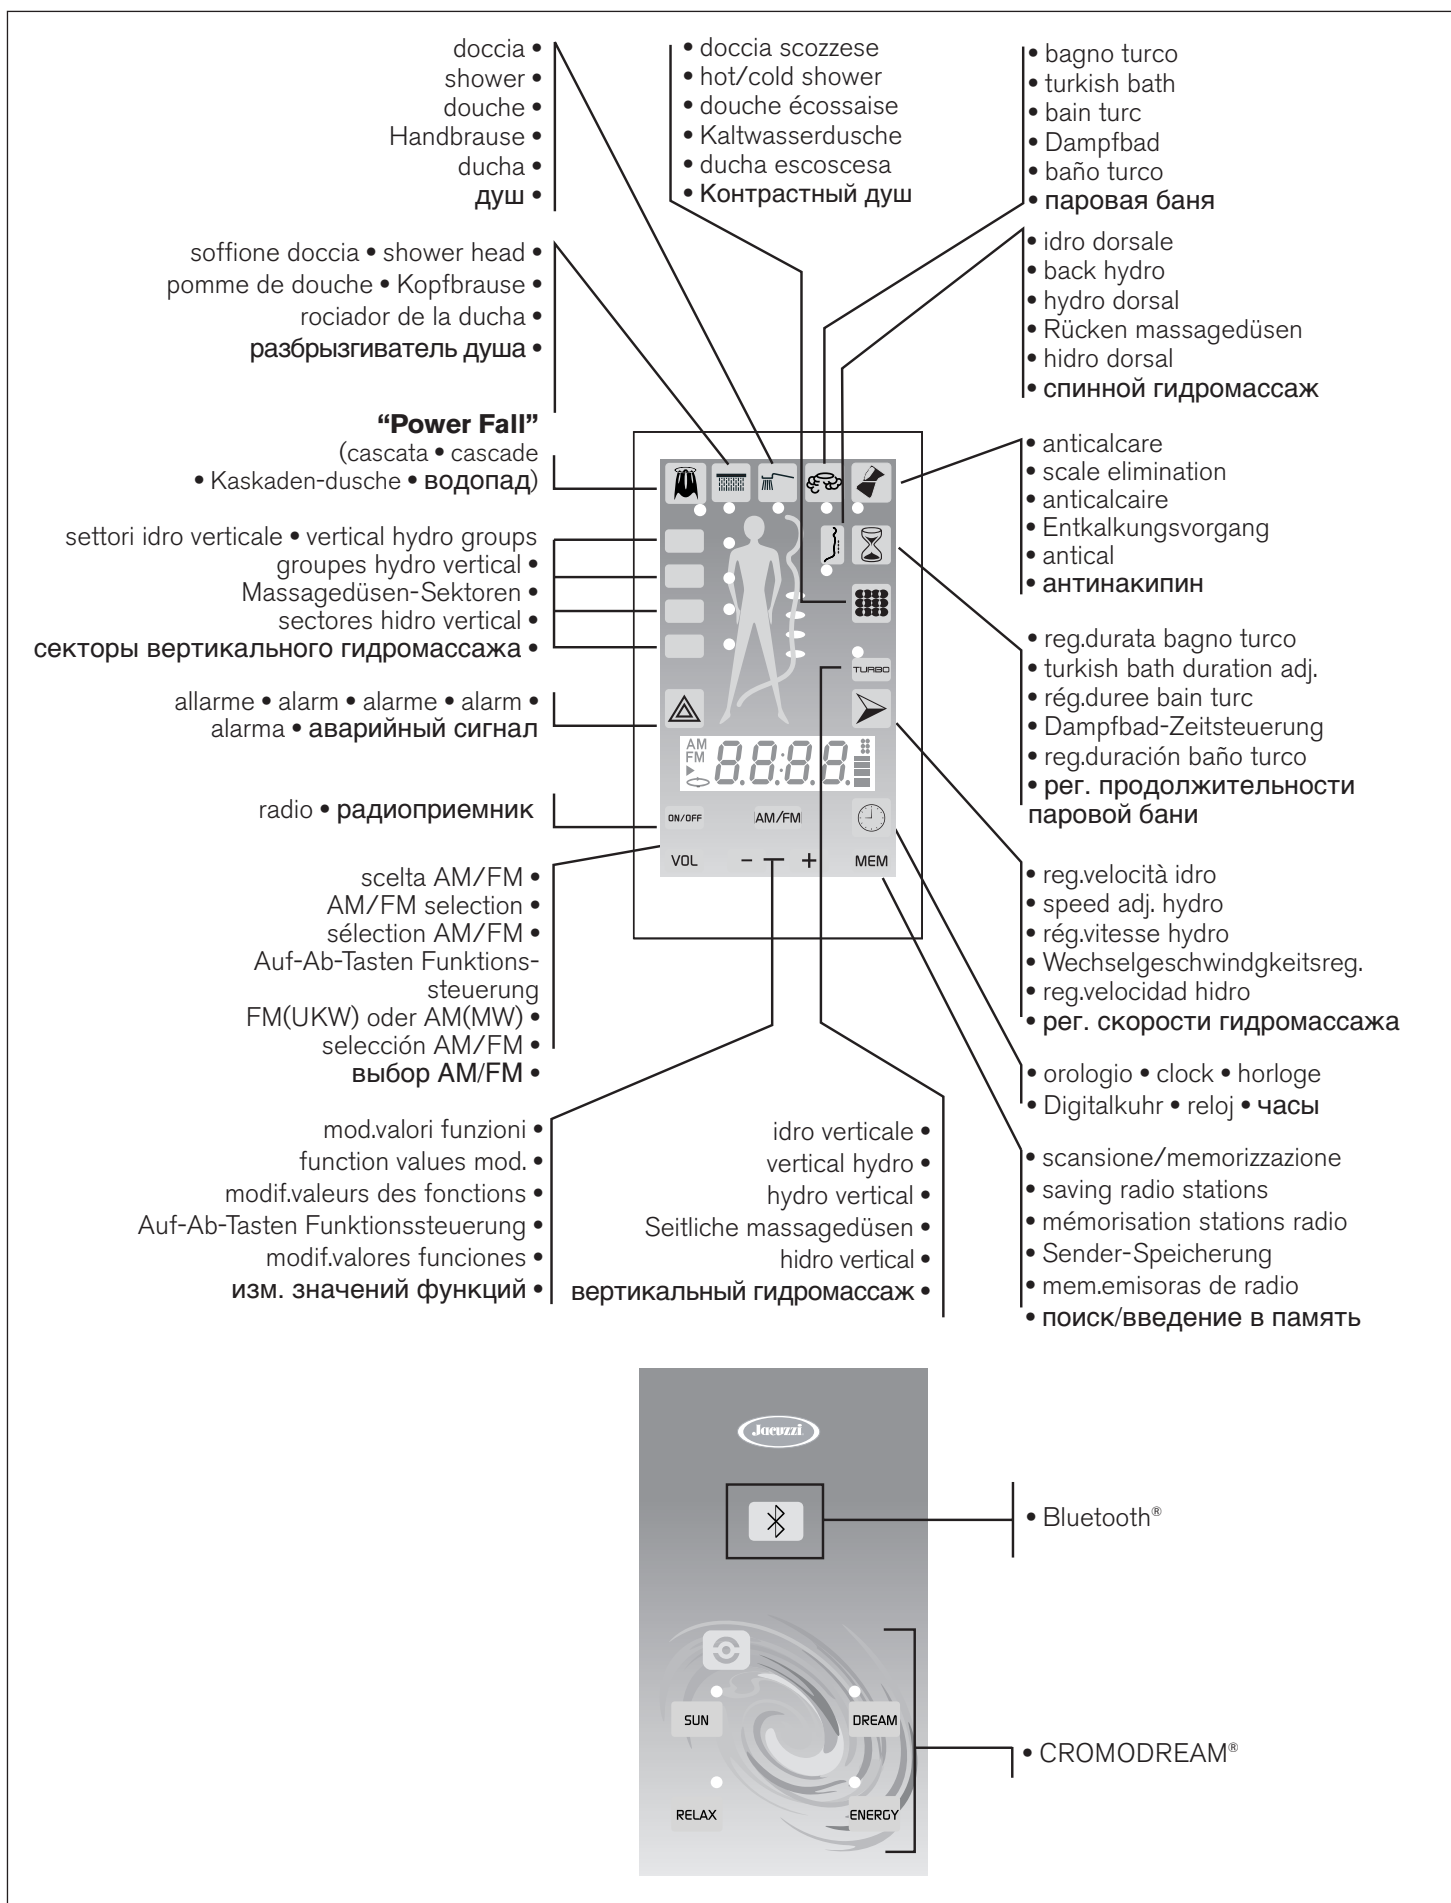 doccia •
shower •
douche •
Handbrause •
ducha •
душ •
• doccia scozzese
• hot/cold shower
• douche écossaise
• Kaltwasserdusche
• ducha escoscesa
• Контрастный душ
• bagno turco
• turkish bath
• bain turc
• Dampfbad
• baño turco
• паровая баня
soffione doccia • shower head •
pomme de douche • Kopfbrause •
rociador de la ducha •
разбрызгиватель душа •
• idro dorsale
• back hydro
• hydro dorsal
• Rücken massagedüsen
• hidro dorsal
• спинной гидромассаж
“Power Fall”
(cascata • cascade
• Kaskaden-dusche • водопад)
• anticalcare
• scale elimination
• anticalcaire
• Entkalkungsvorgang
• antical
• антинакипин
settori idro verticale • vertical hydro groups
groupes hydro vertical •
Massagedüsen-Sektoren •
sectores hidro vertical •
секторы вертикального гидромассажа •
allarme • alarm • alarme • alarm •
alarma • аварийный сигнал
• reg.durata bagno turco
• turkish bath duration adj.
• rég.duree bain turc
• Dampfbad-Zeitsteuerung
• reg.duración baño turco
• рег. продолжительности
паровой бани
TURBO
AM
FM
88:88.
radio • радиоприемник
ON/OFF
AM/FM
VOL
- +
MEM
scelta AM/FM •
AM/FM selection •
sélection AM/FM •
Auf-Ab-Tasten Funktions-
steuerung
FM(UKW) oder AM(MW) •
selección AM/FM •
выбор AM/FM •
• reg.velocità idro
• speed adj. hydro
• rég.vitesse hydro
• Wechselgeschwindgkeitsreg.
• reg.velocidad hidro
• рег. скорости гидромассажа
• orologio • clock • horloge
• Digitalkuhr • reloj • часы
mod.valori funzioni •
function values mod. •
modif.valeurs des fonctions •
Auf-Ab-Tasten Funktionssteuerung •
modif.valores funciones •
изм. значений функций •
idro verticale •
vertical hydro •
hydro vertical •
Seitliche massagedüsen •
hidro vertical •
вертикальный гидромассаж •
• scansione/memorizzazione
• saving radio stations
• mémorisation stations radio
• Sender-Speicherung
• mem.emisoras de radio
• поиск/введение в память
Jacuzzi
• Bluetooth®
SUN
DREAM
• CROMODREAM®
RELAX
ENERGY